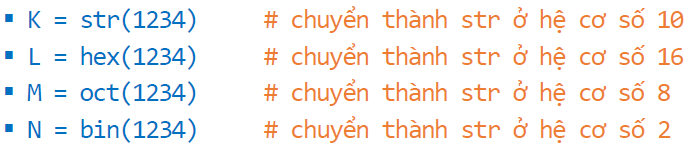 ▪ K = str(1234) # chuyển thành str ở hệ cơ số 10
▪ L = hex(1234) # chuyển thành str ở hệ cơ số 16
▪ M = oct(1234) # chuyển thành str ở hệ cơ số 8
▪ N = bin(1234) # chuyển thành str ở hệ cơ số 2